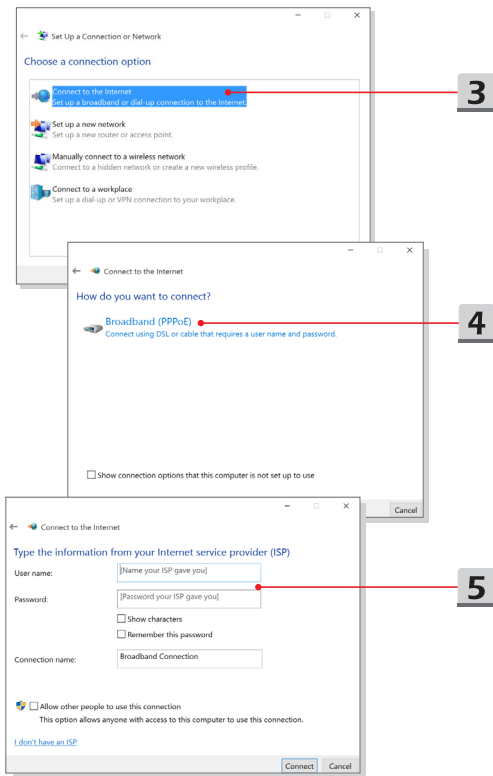 Set Up a Connection or Network
Choose a connection option
Connect to the Internet
Set up a broadband or dial-up connection to the Internet.
3
Set up a new network
Set up a new router or access point.
Manually connect to a wireless network
Connect to a hidden network or create a new wireless profile.
Connect to a workplace
Set up a dial-up or VPN connection to your workplace.
Connect to the Internet
How do you want to connect?
Broadband (PPPoE)
4
Connect using DSL or cable that requires a user name and password.
Show connection options that this computer is not set up to use
Cancel
Connect to the Internet
Type the information from your Internet service provider (ISP)
User name:
[Name your ISP gave you]
5
Password:
[Password your ISP gave you]
Show characters
Remember this password
Connection name:
Broadband Connection
Allow other people to use this connection
This option allows anyone with access to this computer to use this connection.
I don't have an ISP
Connect
Cancel